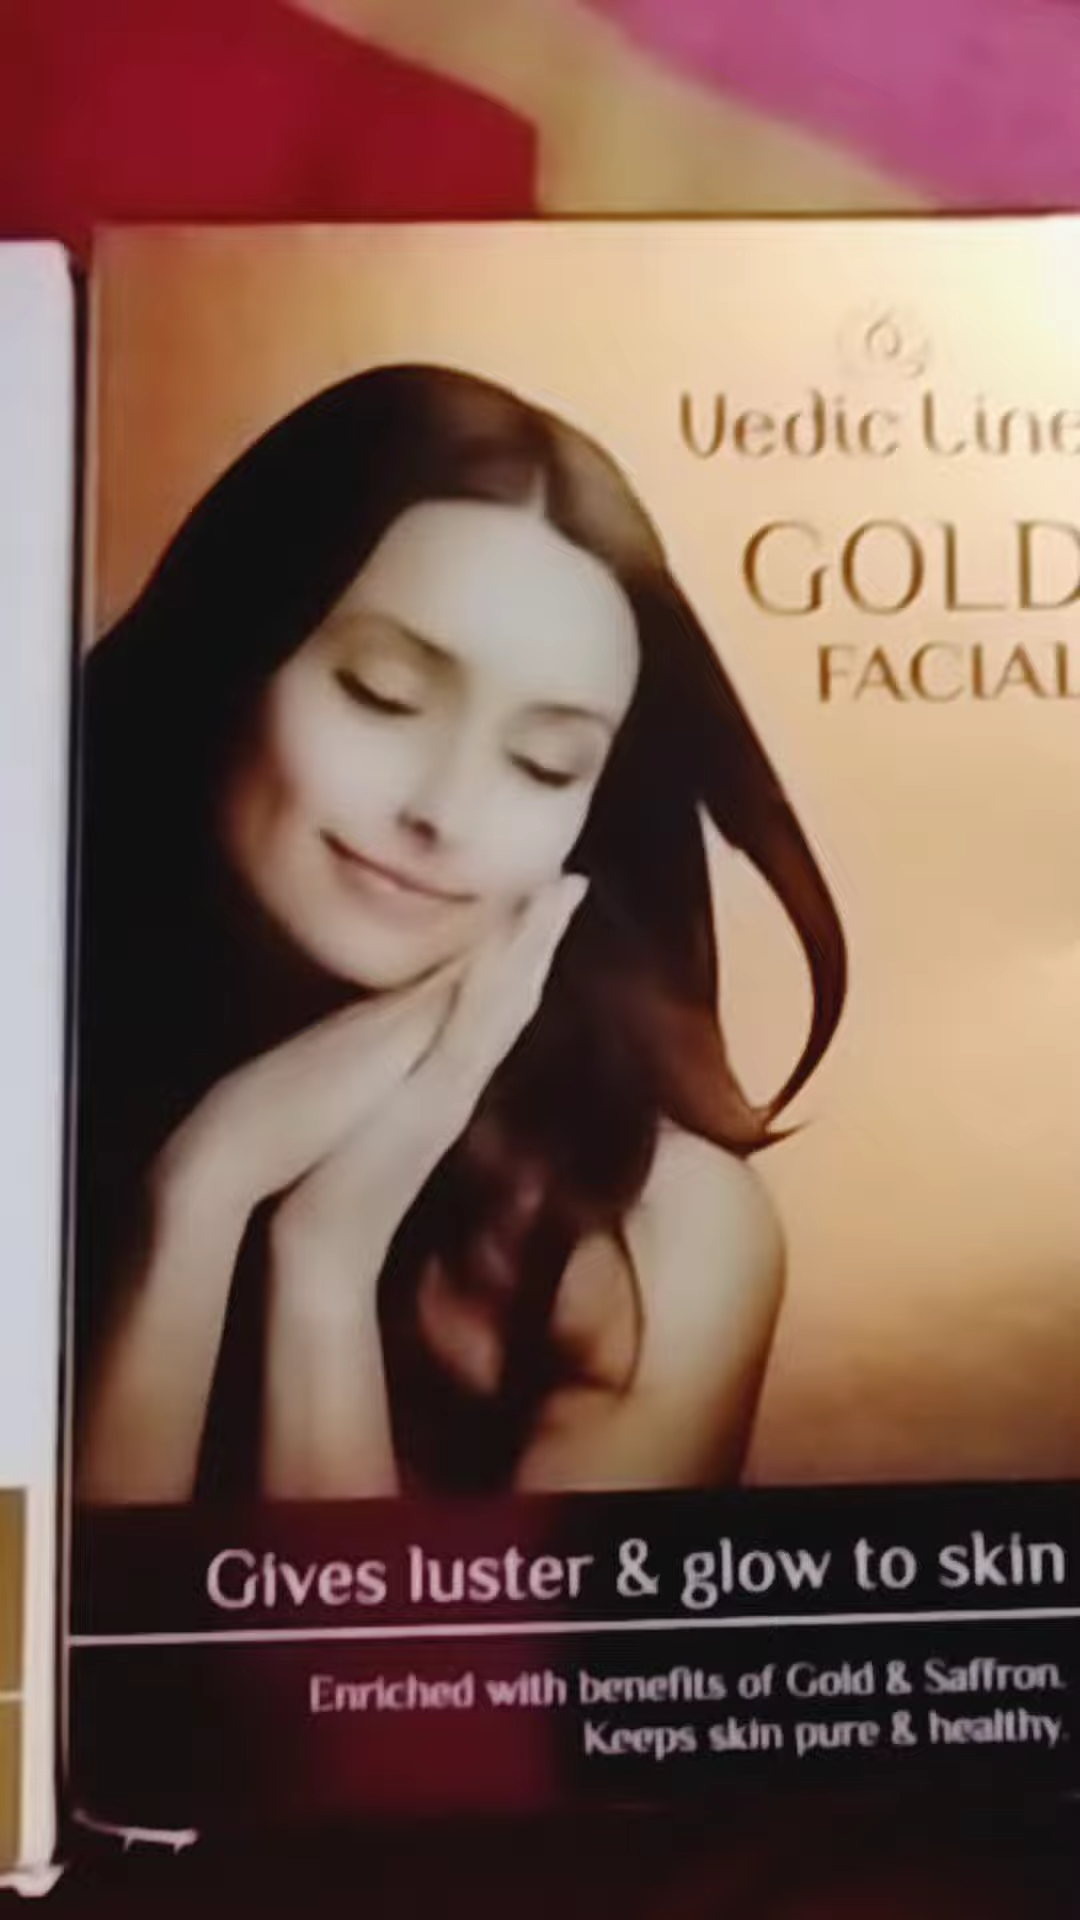 Vedic Line
GOLD
FACIAL
Gives luster & glow to skin
Enriched with benefits of Gold & Saffron.
Keeps skin pure & healthy.